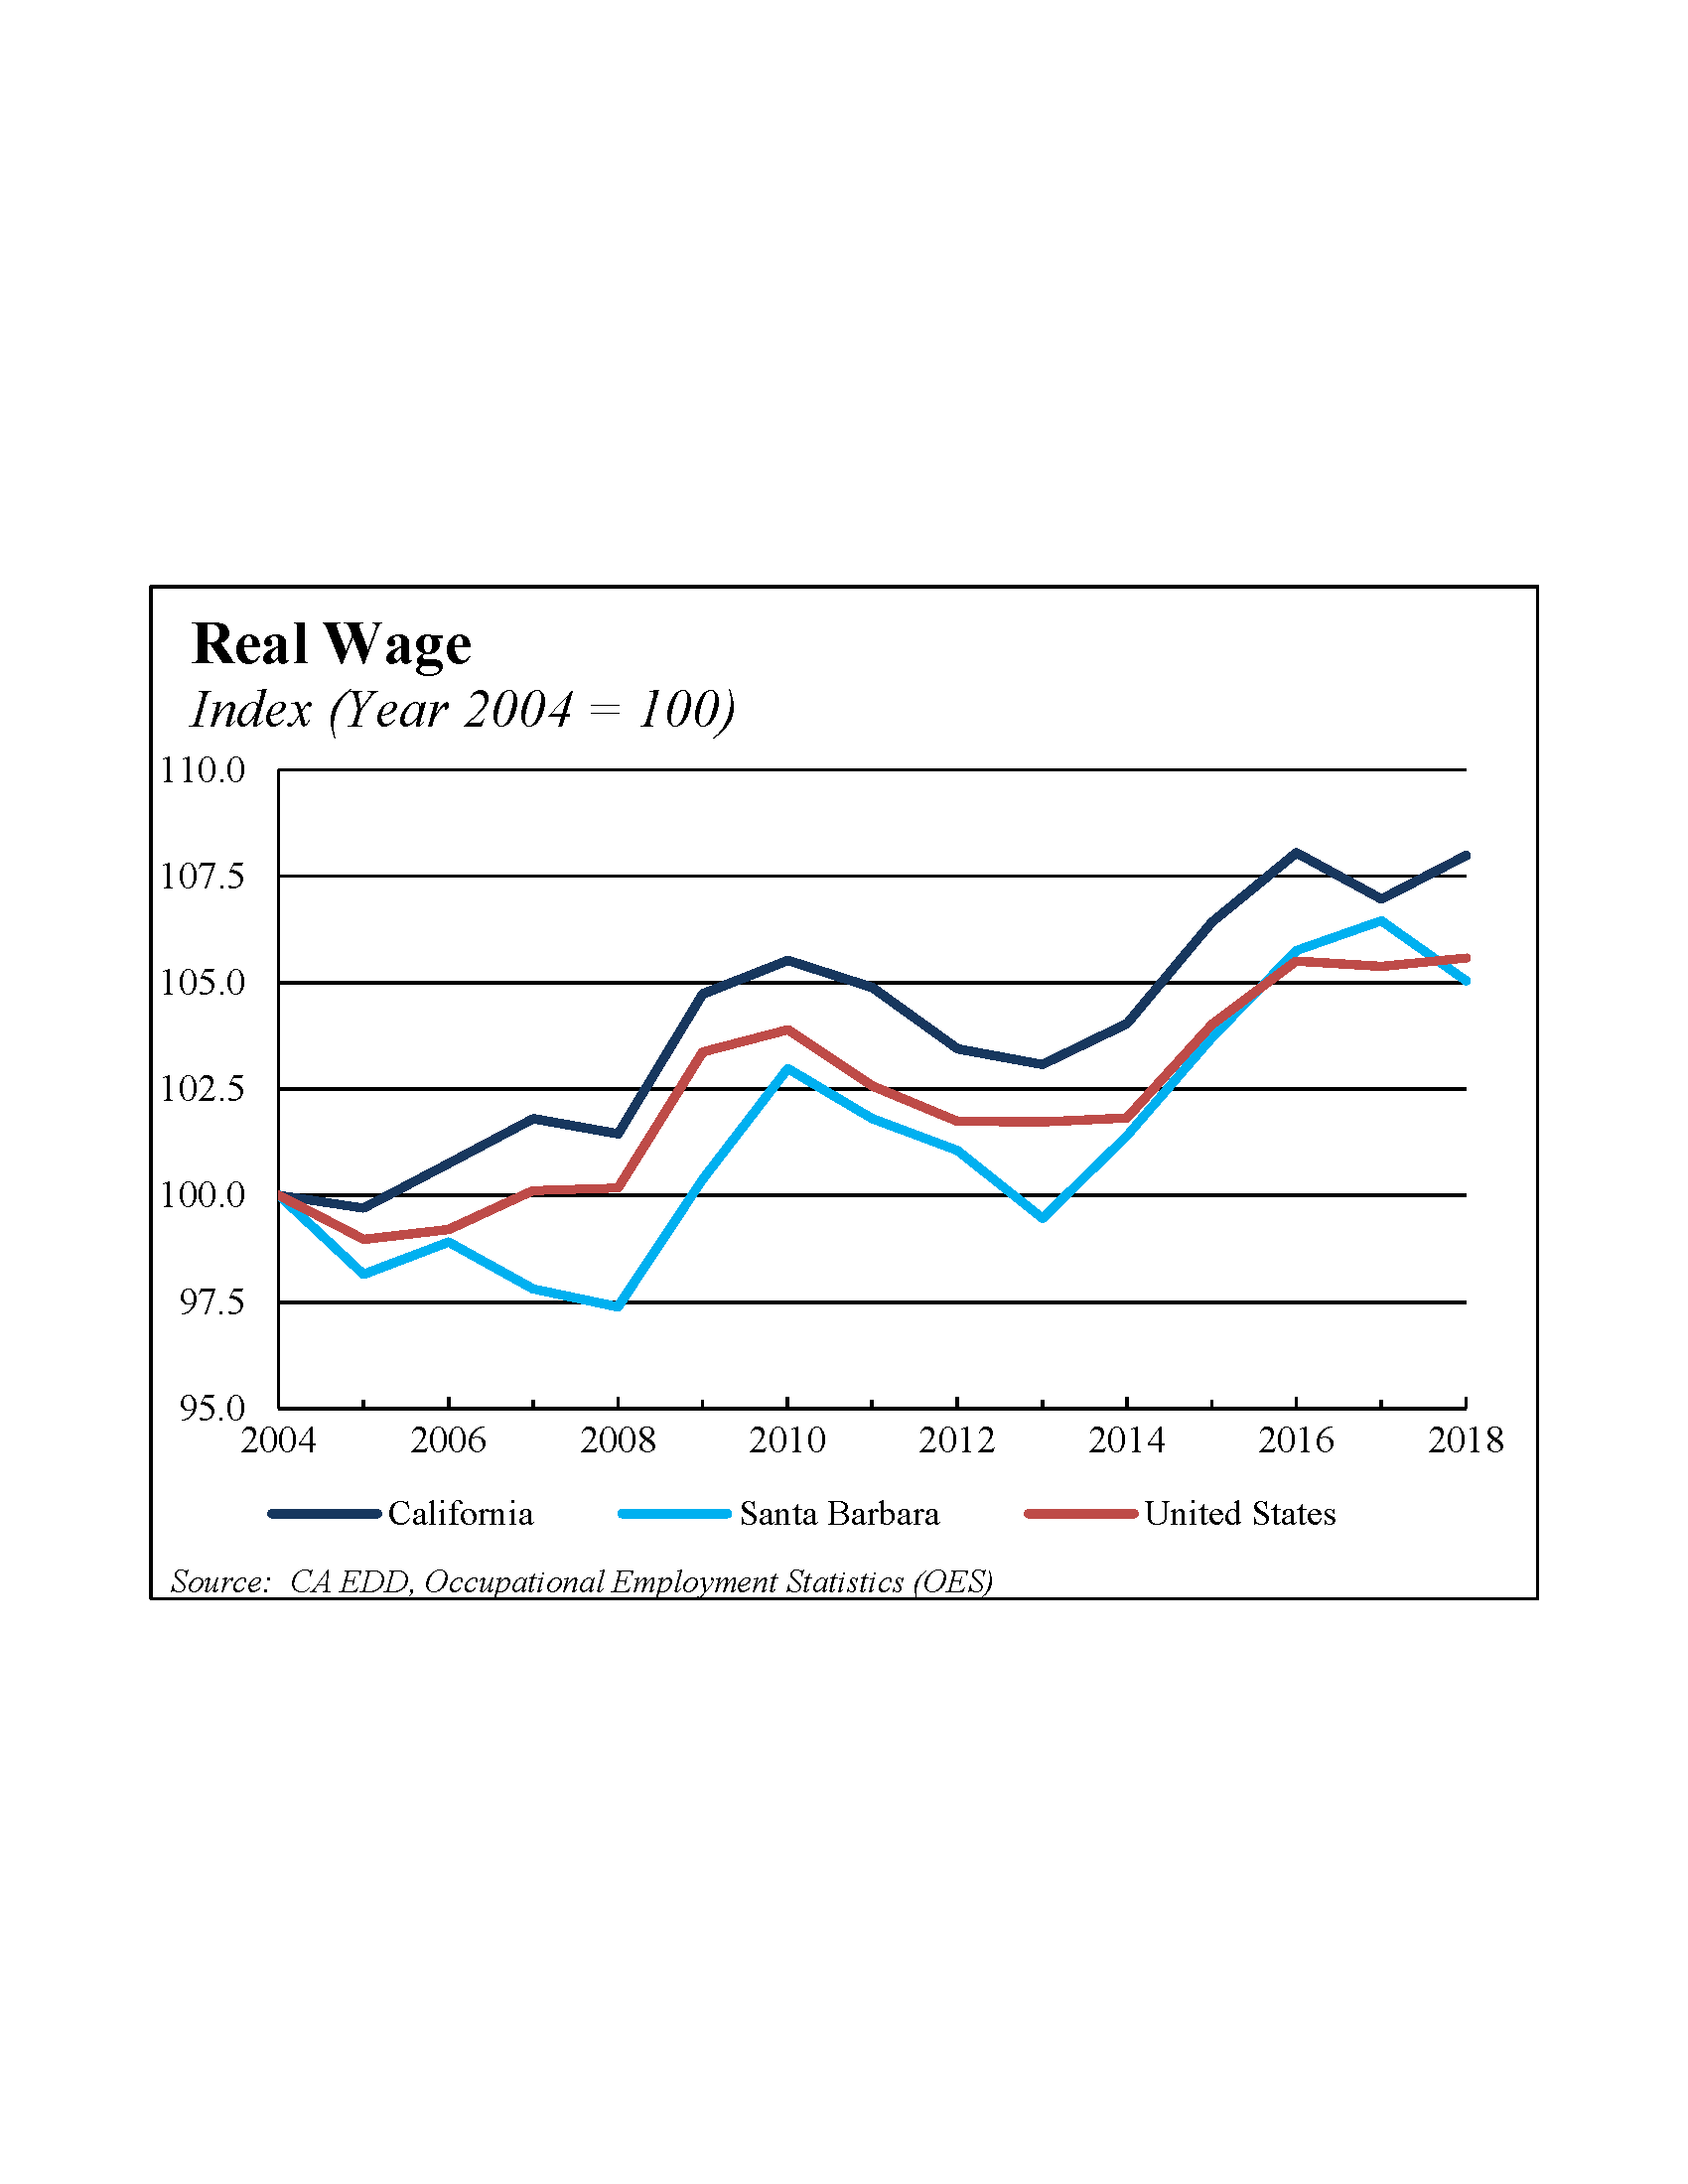 Real Wage
Index (Year 2004 = 100)
110.0
107.5
105.0
102.5
100.0
97.5
95.0
2004 2006 2008 2010 2012 2014 2016 2018
California Santa Barbara United States
Source: CA EDD, Occupational Employment Statistics (OES)